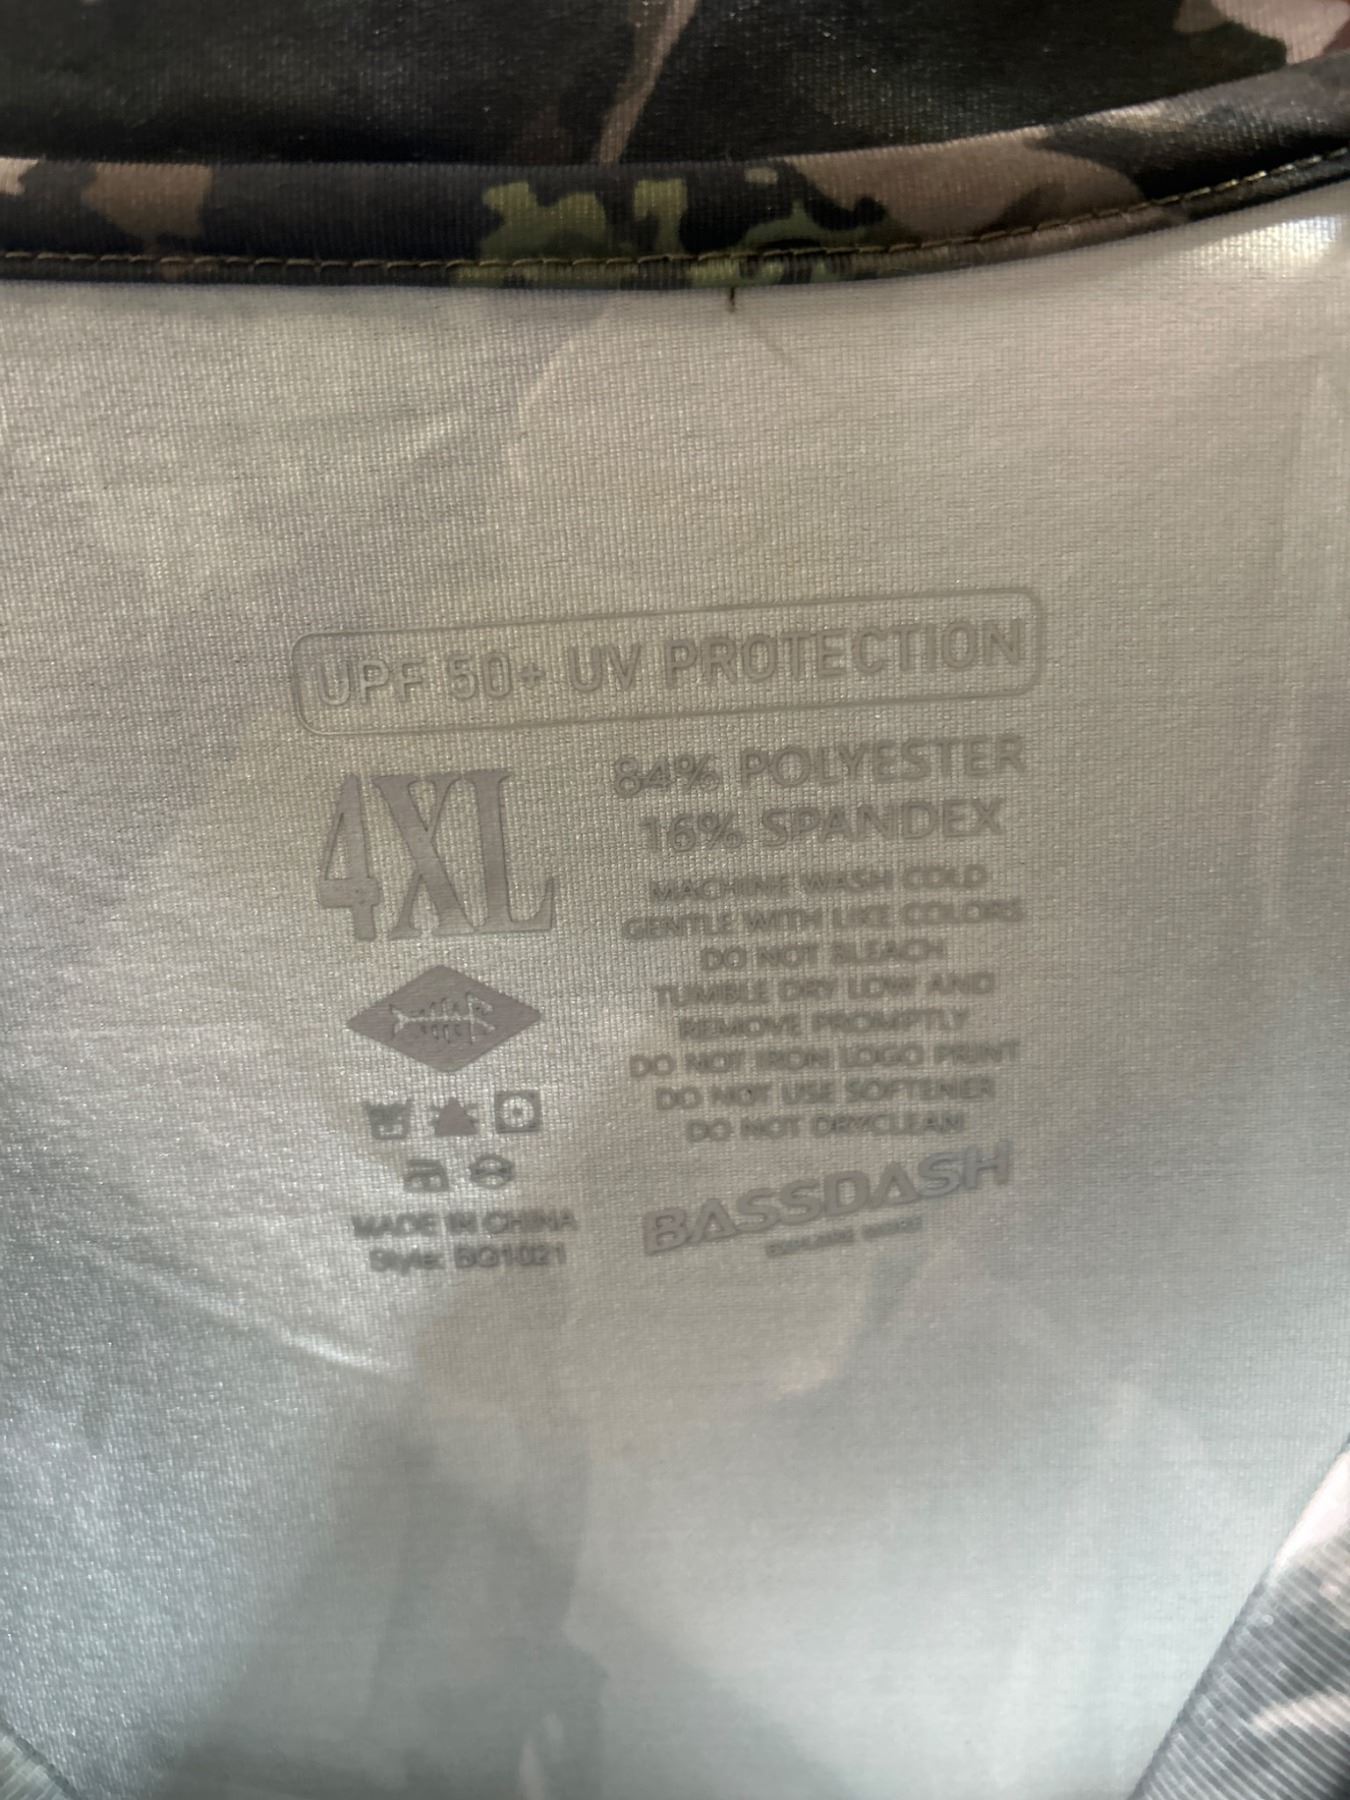 UPF 50+ UV PROTECTION
4XL
84% POLYESTER
16% SPANDEX
MACHINE WASH COLD
GENTLE WITH LIKE COLORS
DO NOT BLEACH
TUMBLE DRY LOW AND
REMOVE PROMPTLY
DO NOT IRON LOGO PRINT
DO NOT USE SOFTENER
DO NOT DRYCLEAN
MADE IN CHINA
Style: BG1021
BASSDASH